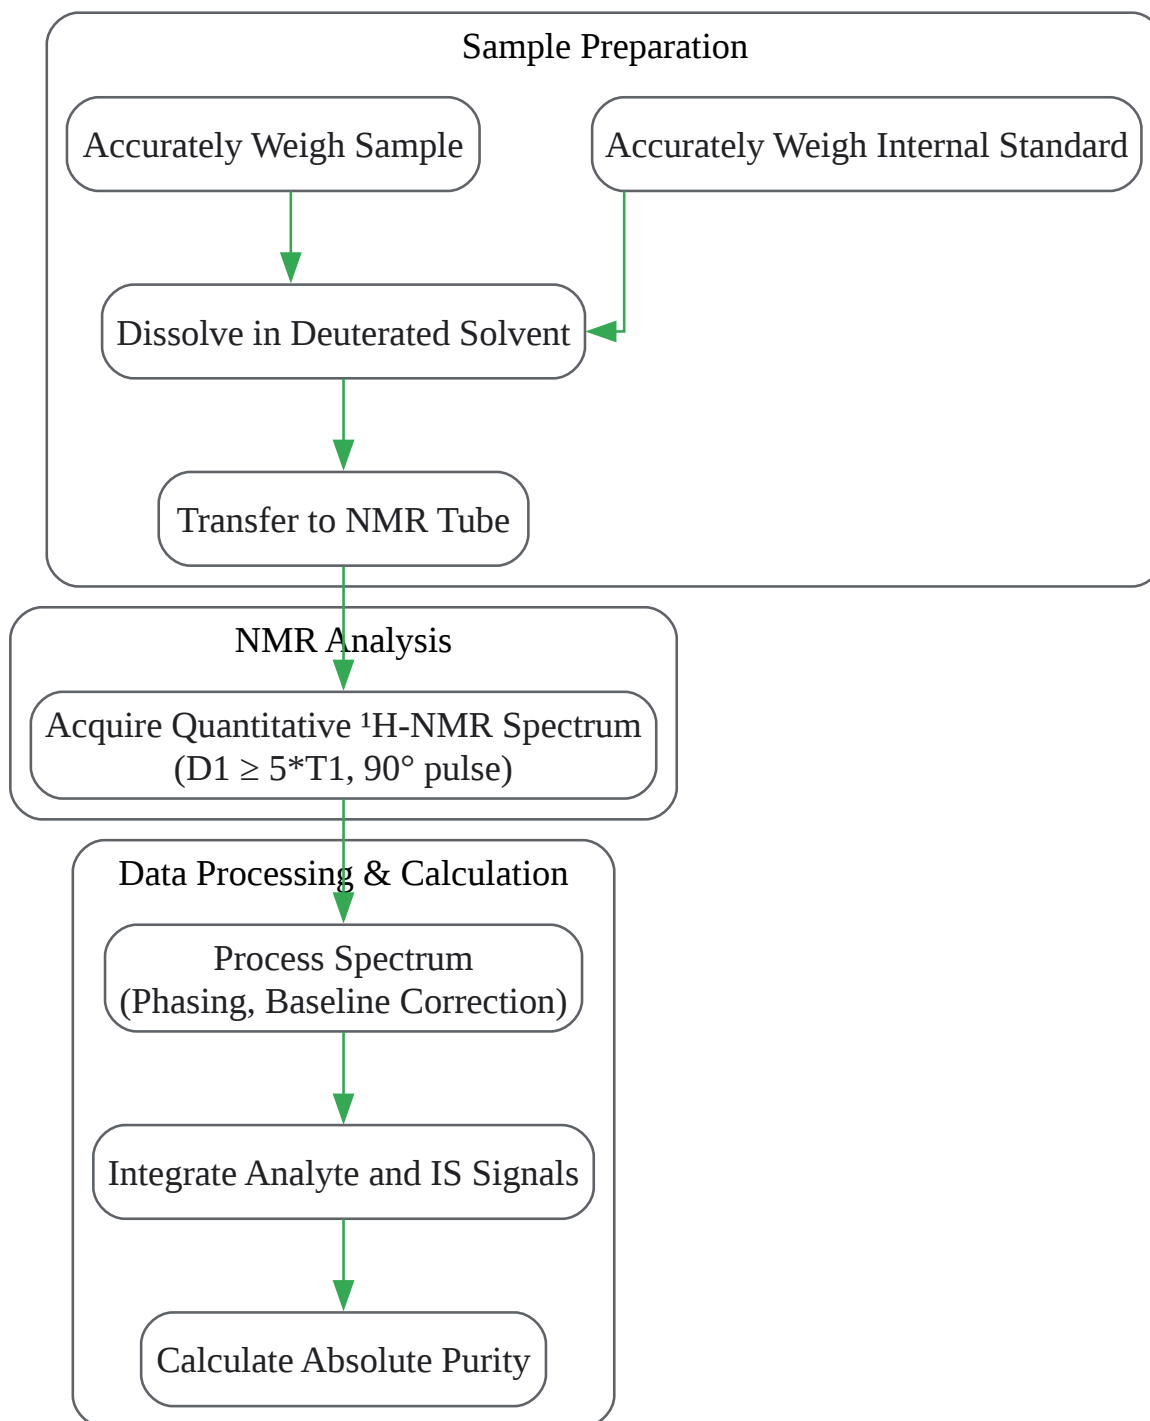 Sample Preparation
Accurately Weigh Sample
Accurately Weigh Internal Standard
Dissolve in Deuterated Solvent
Transfer to NMR Tube
NMR Analysis
Acquire Quantitative ¹H-NMR Spectrum
(D1 ≥ 5*T1, 90° pulse)
Data Processing & Calculation
Process Spectrum
(Phasing, Baseline Correction)
Integrate Analyte and IS Signals
Calculate Absolute Purity